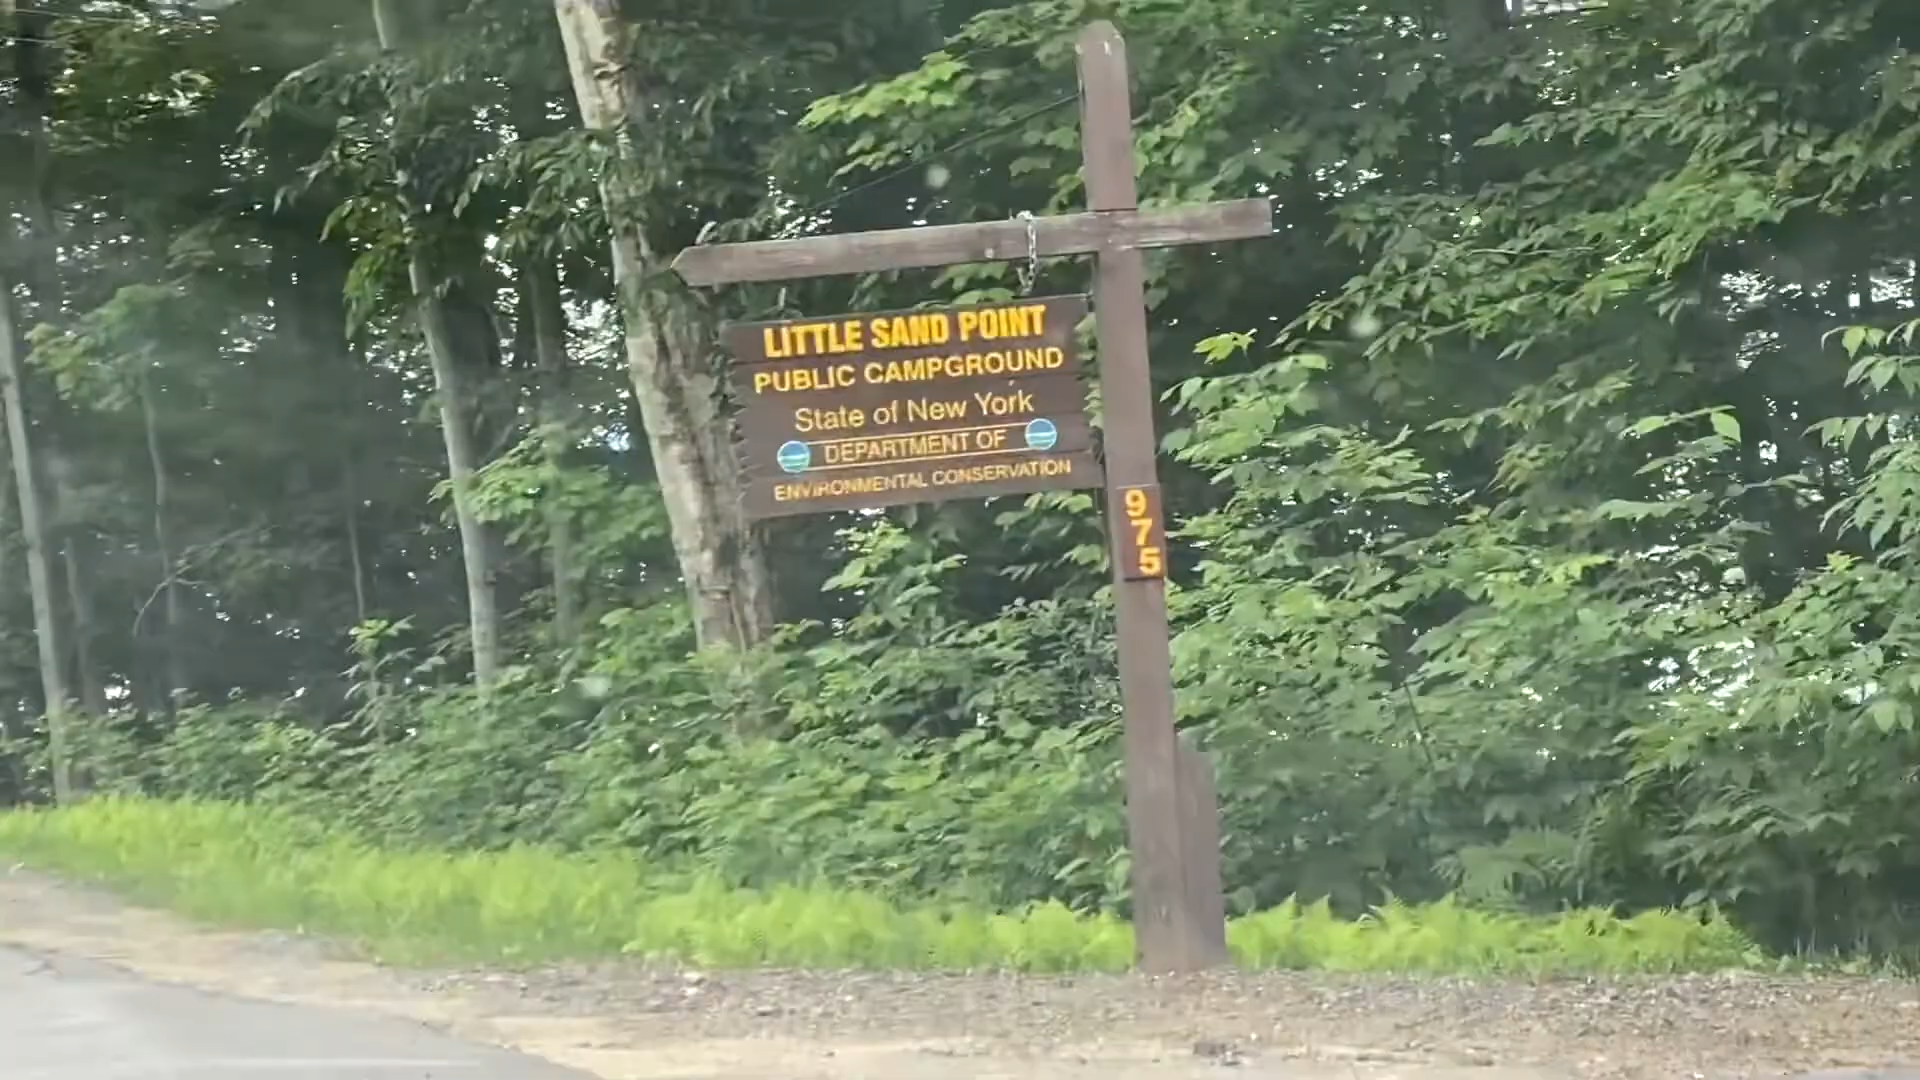 LITTLE SAND POINT
PUBLIC CAMPGROUND
State of New York
DEPARTMENT OF
ENVIRONMENTAL CONSERVATION
975